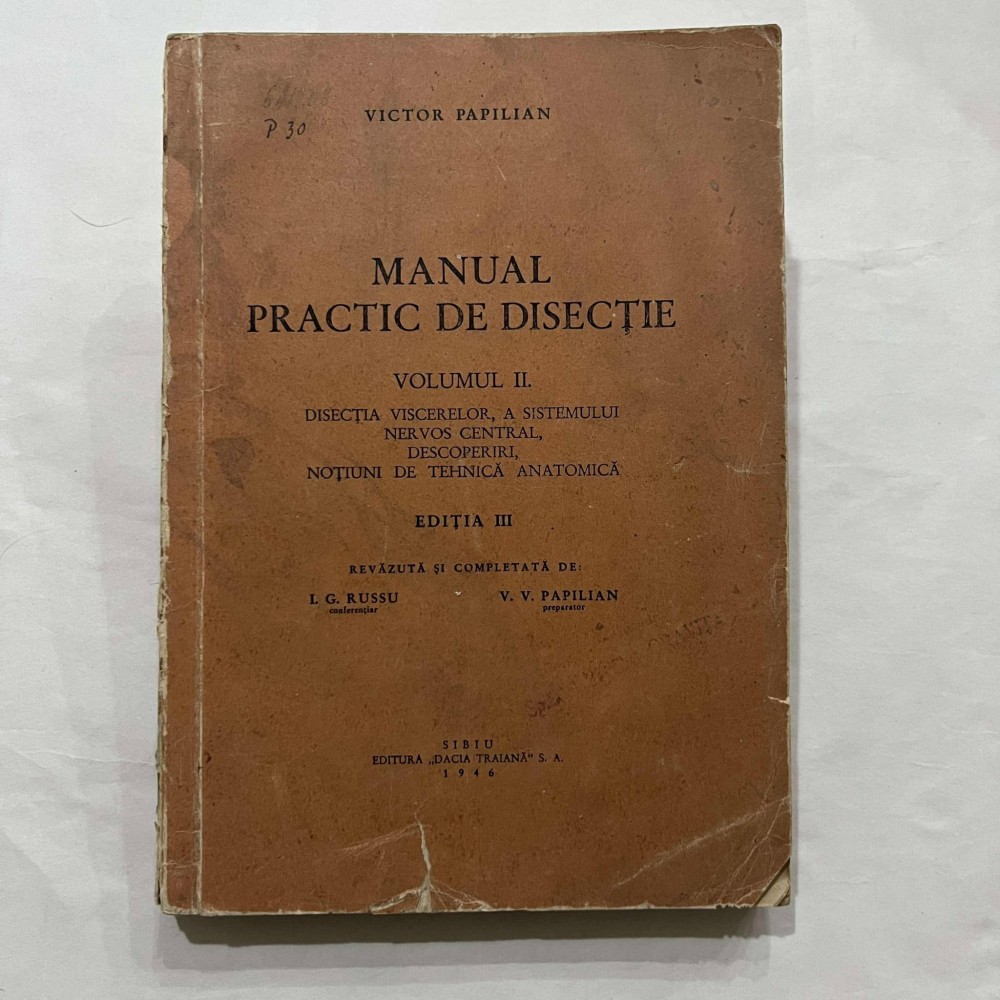 P 30
VICTOR PAPILIAN
MANUAL
PRACTIC DE DISECȚIE
VOLUMUL II.
DISECȚIA VISCERELOR, A SISTEMULUI
NERVOS CENTRAL,
DESCOPERIRI,
NOȚIUNI DE TEHNICĂ ANATOMICĂ
EDIȚIA III
REVĂZUTĂ ȘI COMPLETATĂ DE:
I. G. RUSSU V. V. PAPILIAN
conferențiar preparator
SIBIU
EDITURA „DACIA TRAIANĂ“ S. A.
1946